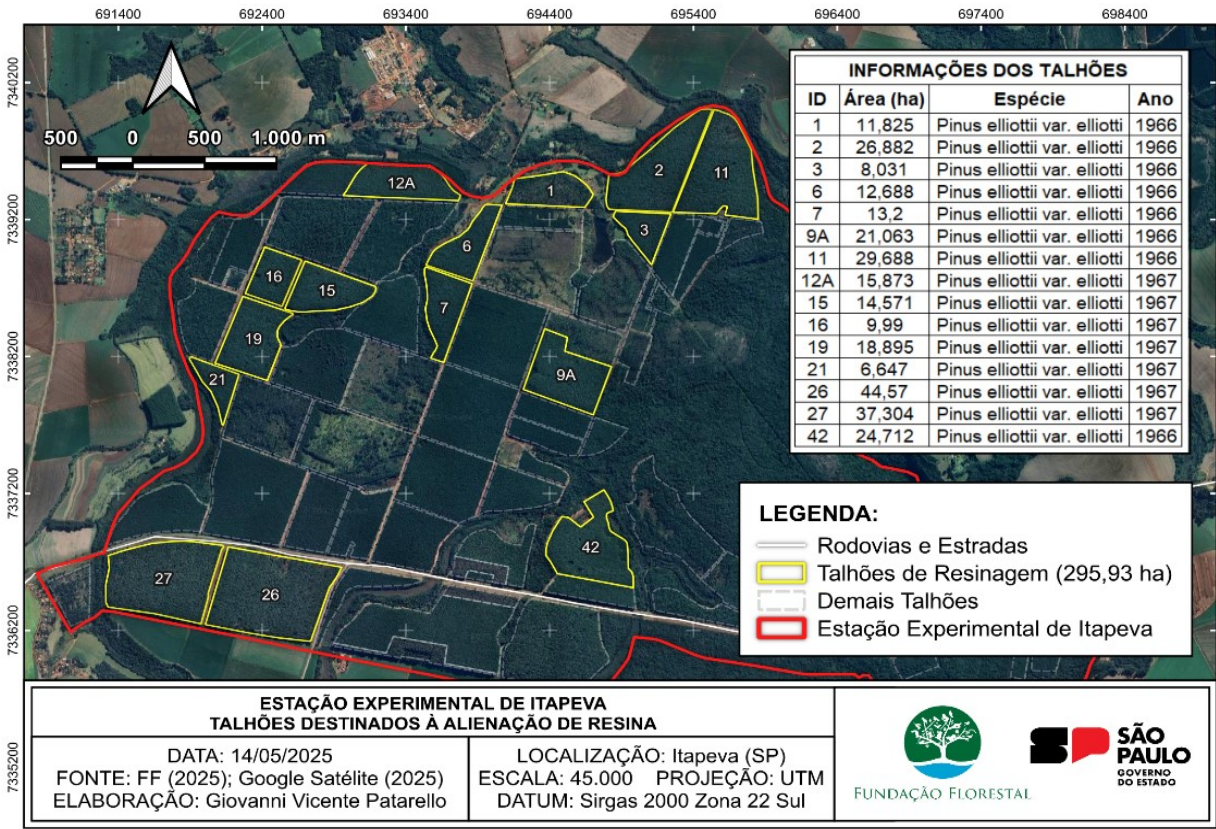 691400 692400 693400 694400 695400 696400 697400 698400
7340200
7339200
7338200
7337200
7336200
7335200
500 0 500 1.000 m
12A
1
2
11
3
6
7
16
15
19
21
9A
42
27
26
INFORMAÇÕES DOS TALHÕES
ID Área (ha) Espécie Ano
1 11,825 Pinus elliottii var. elliotti 1966
2 26,882 Pinus elliottii var. elliotti 1966
3 8,031 Pinus elliottii var. elliotti 1966
6 12,688 Pinus elliottii var. elliotti 1966
7 13,2 Pinus elliottii var. elliotti 1966
9A 21,063 Pinus elliottii var. elliotti 1966
11 29,688 Pinus elliottii var. elliotti 1966
12A 15,873 Pinus elliottii var. elliotti 1967
15 14,571 Pinus elliottii var. elliotti 1967
16 9,99 Pinus elliottii var. elliotti 1967
19 18,895 Pinus elliottii var. elliotti 1967
21 6,647 Pinus elliottii var. elliotti 1967
26 44,57 Pinus elliottii var. elliotti 1967
27 37,304 Pinus elliottii var. elliotti 1967
42 24,712 Pinus elliottii var. elliotti 1966
LEGENDA:
Rodovias e Estradas
Talhões de Resinagem (295,93 ha)
Demais Talhões
Estação Experimental de Itapeva
691400 692400 693400 694400 695400 696400 697400 698400
ESTAÇÃO EXPERIMENTAL DE ITAPEVA
TALHÕES DESTINADOS À ALIENAÇÃO DE RESINA
DATA: 14/05/2025
FONTE: FF (2025); Google Satélite (2025)
ELABORAÇÃO: Giovanni Vicente Patarello
LOCALIZAÇÃO: Itapeva (SP)
ESCALA: 45.000 PROJEÇÃO: UTM
DATUM: Sirgas 2000 Zona 22 Sul
FUNDAÇÃO FLORESTAL
SP
SÃO
PAULO
GOVERNO
DO ESTADO